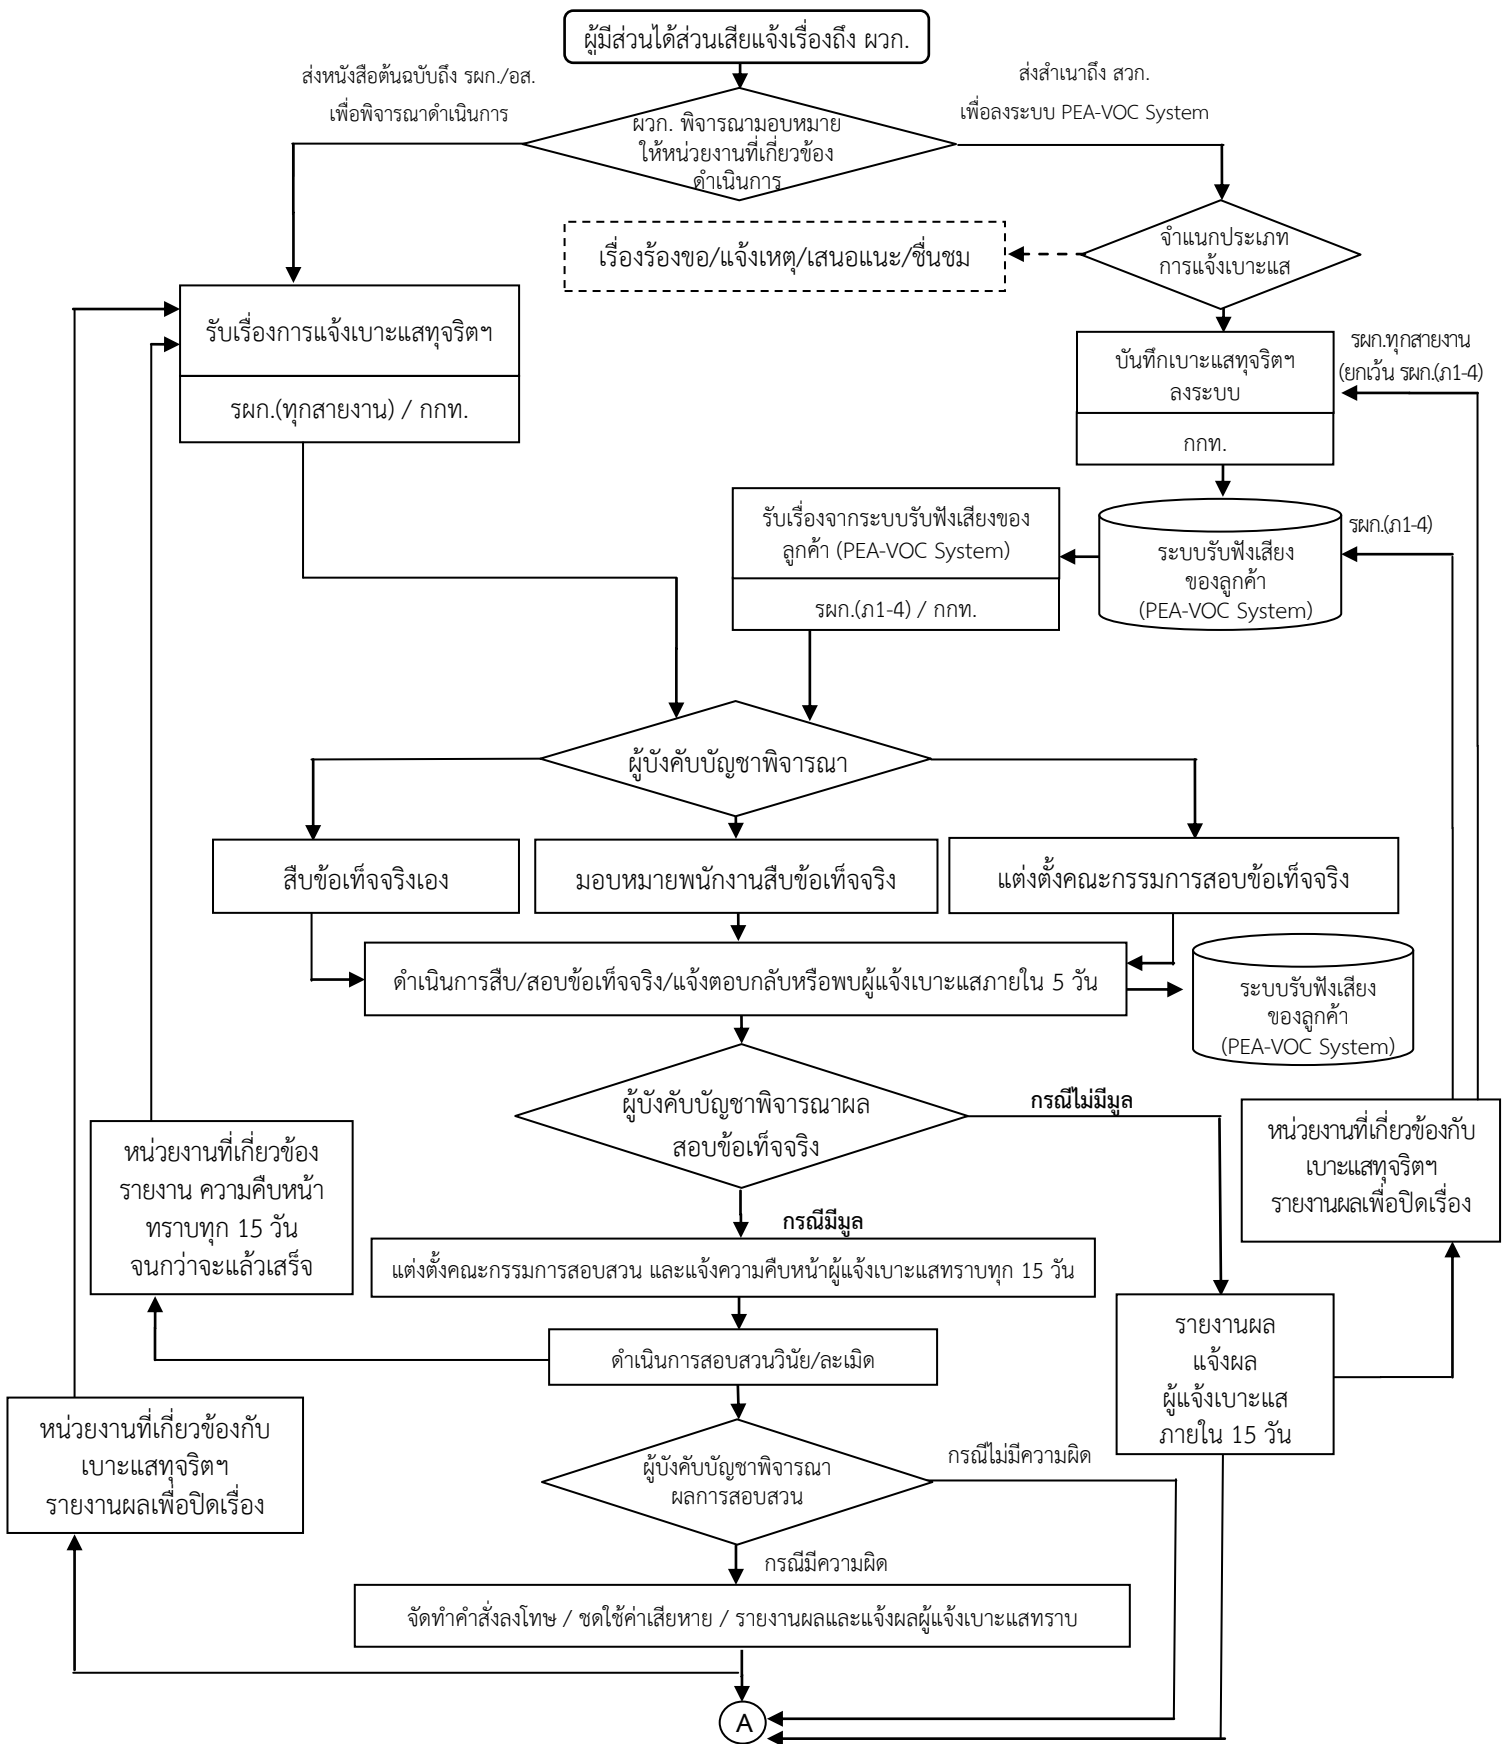 ผู้มีส่วนได้ส่วนเสียแจ้งเรื่องถึง ผวก.
ส่งหนังสือต้นฉบับถึง รผก./อส.
เพื่อพิจารณาดำเนินการ
ส่งสำเนาถึง สวก.
เพื่อลงระบบ PEA-VOC System
ผวก. พิจารณามอบหมาย
ให้หน่วยงานที่เกี่ยวข้อง
ดำเนินการ
เรื่องร้องขอ/แจ้งเหตุ/เสนอแนะ/ชื่นชม
จำแนกประเภท
การแจ้งเบาะแส
รับเรื่องการแจ้งเบาะแสทุจริตฯ
รผก.(ทุกสายงาน) / กกท.
บันทึกเบาะแสทุจริตฯ
ลงระบบ
กกท.
รผก.ทุกสายงาน
(ยกเว้น รผก.(ภ1-4)
รับเรื่องจากระบบรับฟังเสียงของ
ลูกค้า (PEA-VOC System)
รผก.(ภ1-4) / กกท.
ระบบรับฟังเสียง
ของลูกค้า
(PEA-VOC System)
รผก.(ภ1-4)
ผู้บังคับบัญชาพิจารณา
สืบข้อเท็จจริงเอง
มอบหมายพนักงานสืบข้อเท็จจริง
แต่งตั้งคณะกรรมการสอบข้อเท็จจริง
ดำเนินการสืบ/สอบข้อเท็จจริง/แจ้งตอบกลับหรือพบผู้แจ้งเบาะแสภายใน 5 วัน
ระบบรับฟังเสียง
ของลูกค้า
(PEA-VOC System)
ผู้บังคับบัญชาพิจารณาผล
สอบข้อเท็จจริง
กรณีไม่มีมูล
กรณีมีมูล
หน่วยงานที่เกี่ยวข้อง
รายงาน ความคืบหน้า
ทราบทุก 15 วัน
จนกว่าจะแล้วเสร็จ
หน่วยงานที่เกี่ยวข้องกับ
เบาะแสทุจริตฯ
รายงานผลเพื่อปิดเรื่อง
แต่งตั้งคณะกรรมการสอบสวน และแจ้งความคืบหน้าผู้แจ้งเบาะแสทราบทุก 15 วัน
ดำเนินการสอบสวนวินัย/ละเมิด
รายงานผล
แจ้งผล
ผู้แจ้งเบาะแส
ภายใน 15 วัน
หน่วยงานที่เกี่ยวข้องกับ
เบาะแสทุจริตฯ
รายงานผลเพื่อปิดเรื่อง
ผู้บังคับบัญชาพิจารณา
ผลการสอบสวน
กรณีไม่มีความผิด
กรณีมีความผิด
จัดทำคำสั่งลงโทษ / ชดใช้ค่าเสียหาย / รายงานผลและแจ้งผลผู้แจ้งเบาะแสทราบ
A